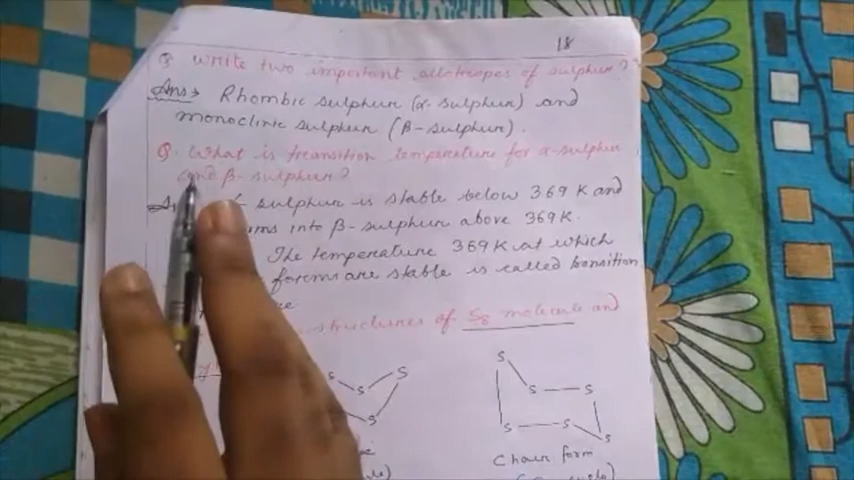 18
Q Write two important allotropes of sulphur?
Ans → Rhombic sulphur (α-sulphur) and
monoclinic sulphur (β-sulphur).
Q. What is transition temperature for α-sulphur
and β-sulphur?
sulphur is stable below 369 K and
into β-sulphur above 369 K.
The temperature 369 K at which
forms are stable is called transition
structures of S8 molecule and
S S S S
S S S S S S
Chain form